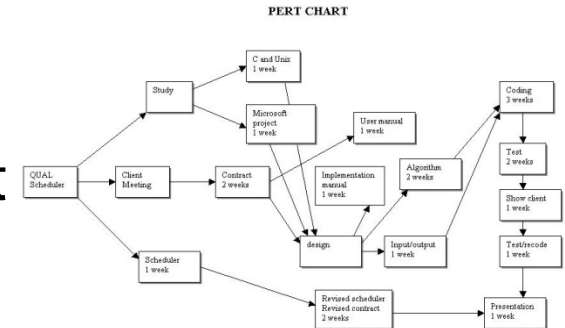 PERT CHART
C and Unix
1 week
Study
Coding
3 weeks
Microsoft
project
1 week
User manual
1 week
Test
2 weeks
QUAL
Scheduler
Client
Meeting
Contract
2 weeks
Implementation
manual
1 week
Algorithm
2 weeks
Show client
1 week
design
Input/output
1 week
Test/recode
1 week
Scheduler
1 week
Revised scheduler
Revised contract
2 weeks
Presentation
1 week
t